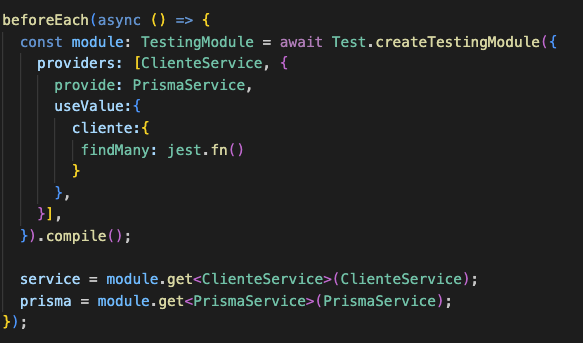 beforeEach(async () => {
  const module: TestingModule = await Test.createTestingModule({
    providers: [ClienteService, {
      provide: PrismaService,
      useValue:{
        cliente:{
         findMany: jest.fn()
        }
      },
    }],
  }).compile();

  service = module.get<ClienteService>(ClienteService);
  prisma = module.get<PrismaService>(PrismaService);
});